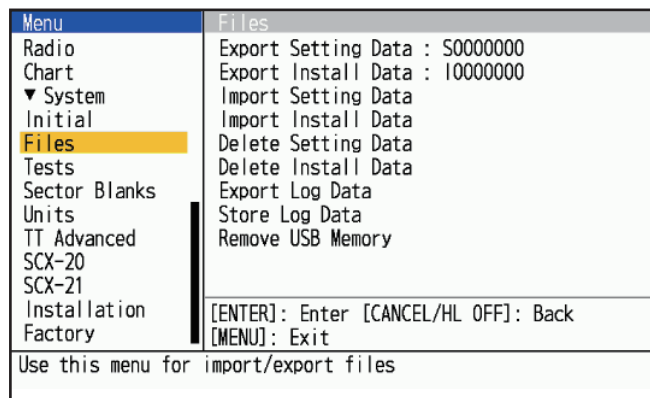 Menu
Radio
Chart
▼ System
Initial
Files
Tests
Sector Blanks
Units
TT Advanced
SCX-20
SCX-21
Installation
Factory
Files
Export Setting Data : S0000000
Export Install Data : I0000000
Import Setting Data
Import Install Data
Delete Setting Data
Delete Install Data
Export Log Data
Store Log Data
Remove USB Memory
[ENTER]: Enter [CANCEL/HL OFF]: Back
[MENU]: Exit
Use this menu for import/export files